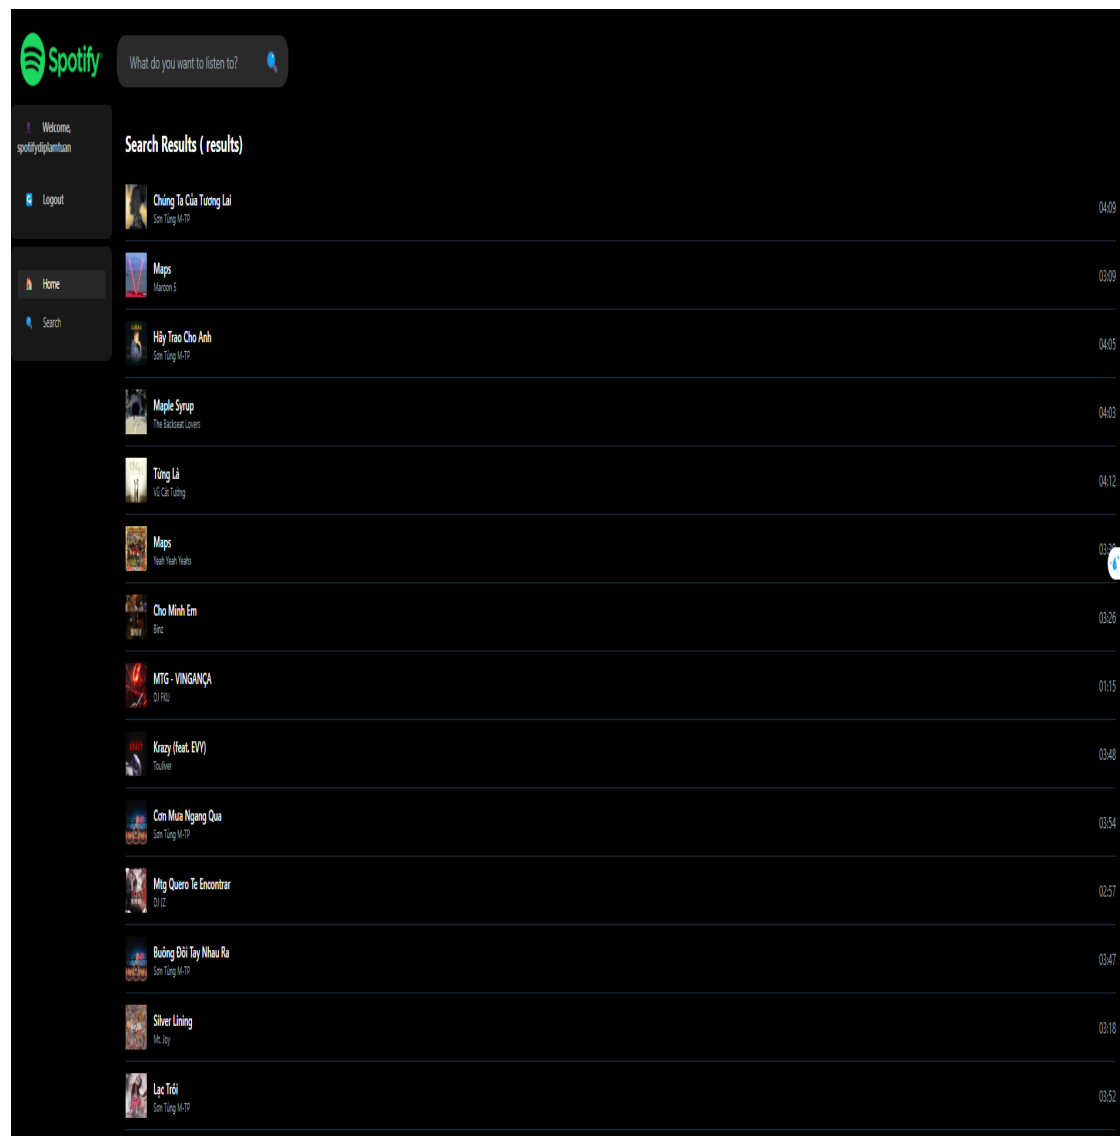 Spotify
What do you want to listen to?
Welcome,
spotifydiplamtuan
Logout
Home
Search
Search Results ( results)
Chúng Ta Của Tương Lai
Sơn Tùng M-TP
04:09
Maps
Maroon 5
03:09
Hãy Trao Cho Anh
Sơn Tùng M-TP
04:05
Maple Syrup
The Backseat Lovers
04:03
Từng Là
Vũ Cát Tường
04:12
Maps
Yeah Yeah Yeahs
Cho Mình Em
Binz
03:26
MTG - VINGANÇA
DJ FKU
01:15
Krazy (feat. EVY)
Touliver
03:48
Cơn Mưa Ngang Qua
Sơn Tùng M-TP
03:54
Mtg Quero Te Encontrar
DJ JZ
02:57
Buông Đôi Tay Nhau Ra
Sơn Tùng M-TP
03:47
Silver Lining
Mt. Joy
03:18
Lạc Trôi
Sơn Tùng M-TP
03:52